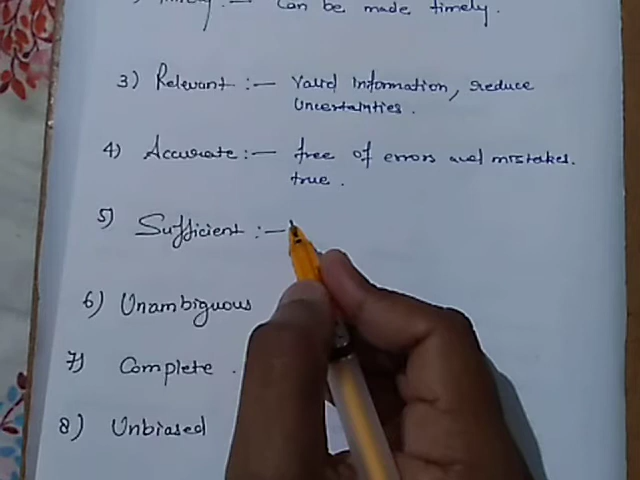 :— Can be made timely.
3) Relevant :— Valid information, reduce
uncertainties.
4) Accurate :— free of errors and mistakes.
true.
5) Sufficient :—
6) Unambiguous
7) Complete .
8) Unbiased